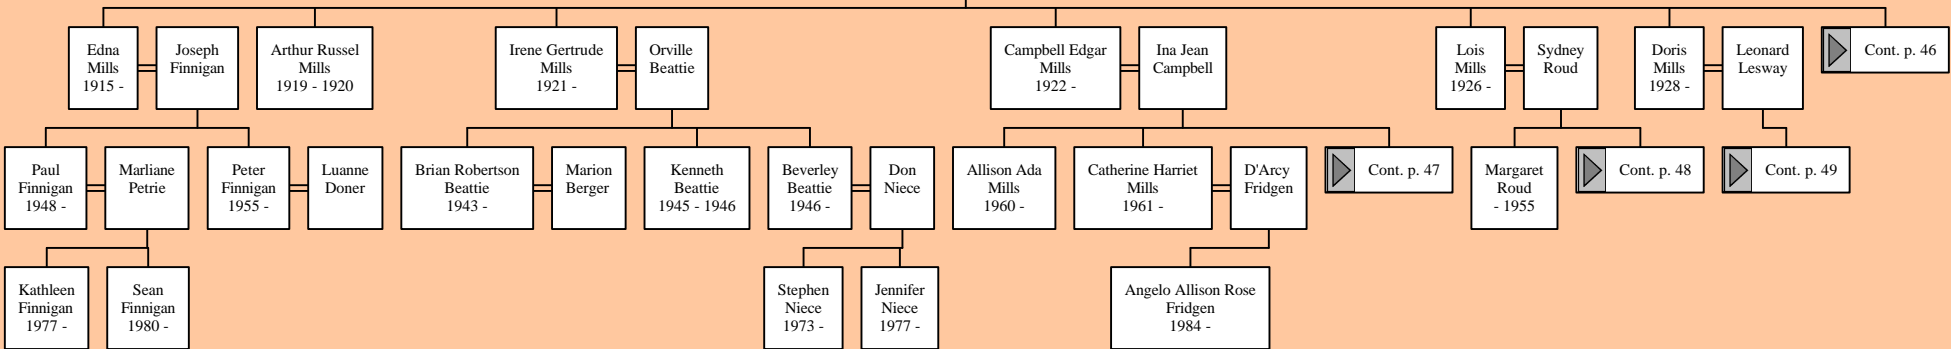 Edna
Mills
1915 -
Joseph
Finnigan
Arthur Russel
Mills
1919 - 1920
Irene Gertrude
Mills
1921 -
Orville
Beattie
Campbell Edgar
Mills
1922 -
Ina Jean
Campbell
Lois
Mills
1926 -
Sydney
Roud
Doris
Mills
1928 -
Leonard
Lesway
Cont. p. 46
Paul
Finnigan
1948 -
Marliane
Petrie
Peter
Finnigan
1955 -
Luanne
Doner
Brian Robertson
Beattie
1943 -
Marion
Berger
Kenneth
Beattie
1945 - 1946
Beverley
Beattie
1946 -
Don
Niece
Allison Ada
Mills
1960 -
Catherine Harriet
Mills
1961 -
D'Arcy
Fridgen
Cont. p. 47
Margaret
Roud
- 1955
Cont. p. 48
Cont. p. 49
Kathleen
Finnigan
1977 -
Sean
Finnigan
1980 -
Stephen
Niece
1973 -
Jennifer
Niece
1977 -
Angelo Allison Rose
Fridgen
1984 -